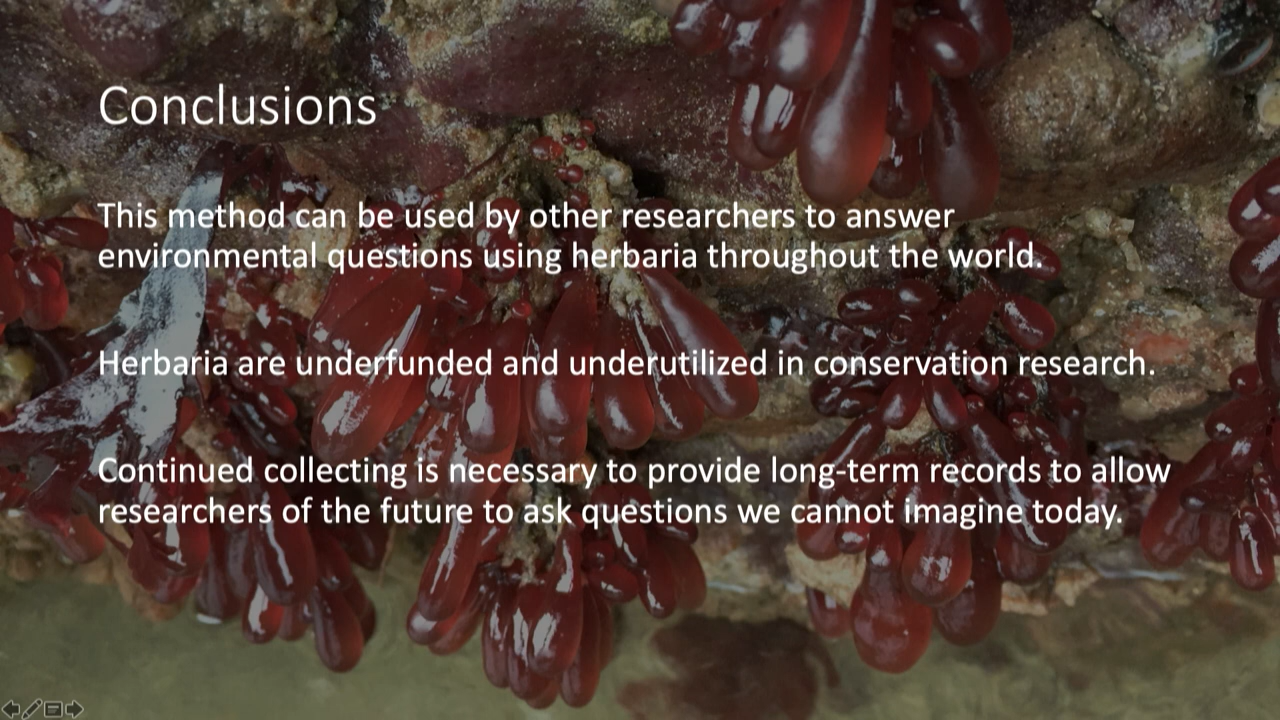 Conclusions
This method can be used by other researchers to answer
environmental questions using herbaria throughout the world.
Herbaria are underfunded and underutilized in conservation research.
Continued collecting is necessary to provide long-term records to allow
researchers of the future to ask questions we cannot imagine today.